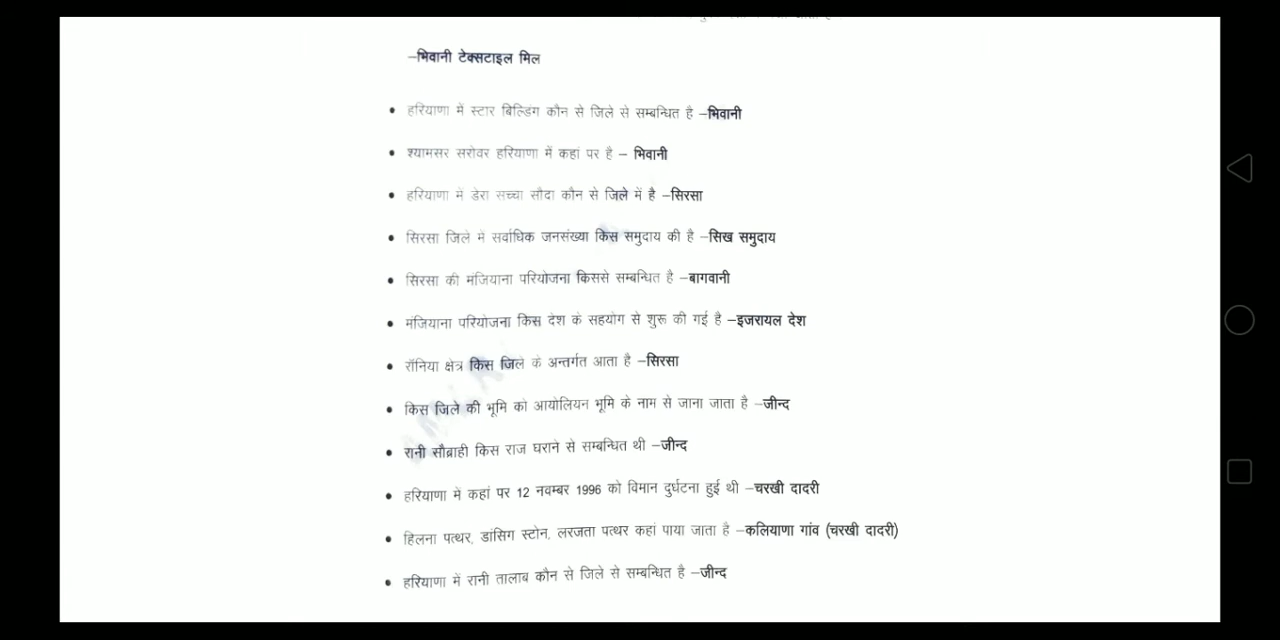 –भिवानी टेक्सटाइल मिल
• हरियाणा में स्टार बिल्डिंग कौन से जिले से सम्बन्धित है –भिवानी
• श्यामसर सरोवर हरियाणा में कहां पर है – भिवानी
• हरियाणा में डेरा सच्चा सौदा कौन से जिले में है –सिरसा
• सिरसा जिले में सर्वाधिक जनसंख्या किस समुदाय की है –सिख समुदाय
• सिरसा की मंजियाना परियोजना किससे सम्बन्धित है –बागवानी
• मंजियाना परियोजना किस देश के सहयोग से शुरू की गई है –इजरायल देश
• रॉनिया क्षेत्र किस जिले के अन्तर्गत आता है –सिरसा
• किस जिले की भूमि को आयोलियन भूमि के नाम से जाना जाता है –जीन्द
• रानी सौब्राही किस राज घराने से सम्बन्धित थी –जीन्द
• हरियाणा में कहां पर 12 नवम्बर 1996 को विमान दुर्घटना हुई थी –चरखी दादरी
• हिलना पत्थर, डांसिग स्टोन, लरजता पत्थर कहां पाया जाता है –कलियाणा गांव (चरखी दादरी)
• हरियाणा में रानी तालाब कौन से जिले से सम्बन्धित है –जीन्द